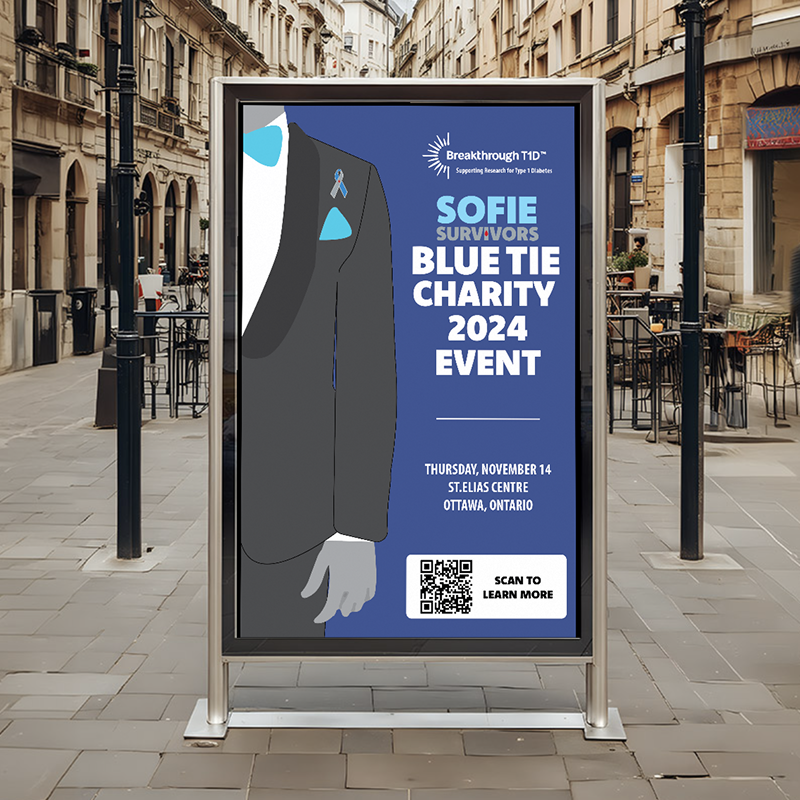 Breakthrough T1D™
Supporting Research for Type 1 Diabetes
SOFIE
SURVIVORS
BLUE TIE
CHARITY
2024
EVENT
THURSDAY, NOVEMBER 14
ST.ELIAS CENTRE
OTTAWA, ONTARIO
SCAN TO
LEARN MORE